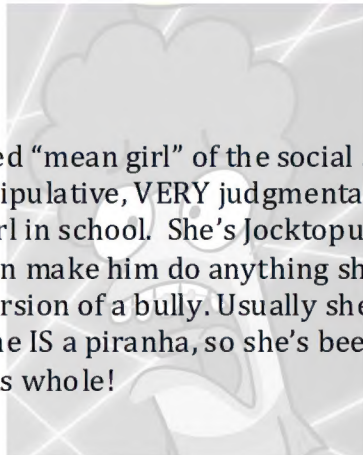 ed “mean girl” of the social
ipulative, VERY judgmenta
rl in school. She’s Jocktopu
n make him do anything sh
rsion of a bully. Usually she
ne IS a piranha, so she’s bee
s whole!